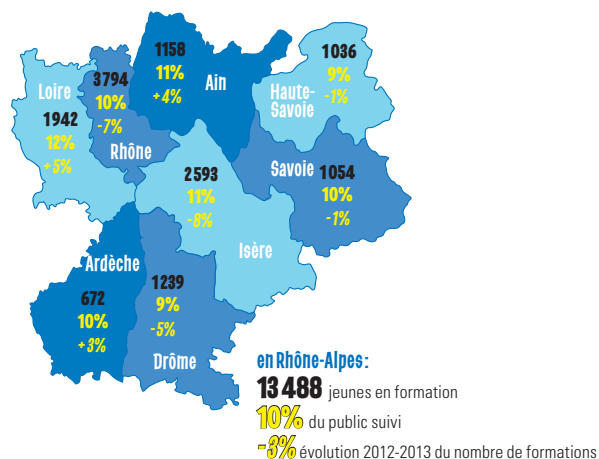 1158
11%
+4%
Ain
1036
9%
-1%
Haute-
Savoie
3794
10%
-7%
Rhône
Loire
1942
12%
+5%
Savoie
1054
10%
-1%
2593
11%
-8%
Isère
Ardèche
672
10%
+3%
1239
9%
-5%
Drôme
en Rhône-Alpes:
13 488 jeunes en formation
10% du public suivi
-3% évolution 2012-2013 du nombre de formations